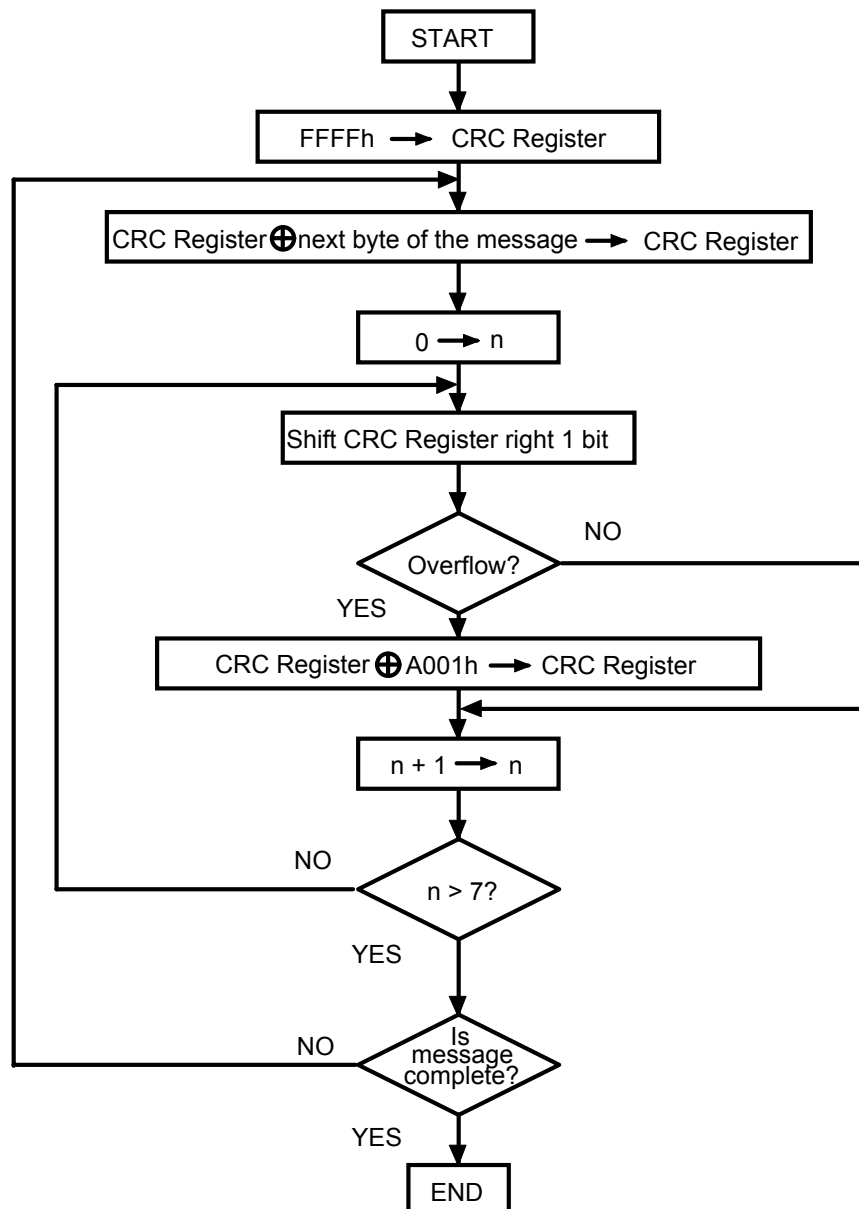 START
FFFFh → CRC Register
CRC Register ⊕ next byte of the message → CRC Register
0 → n
Shift CRC Register right 1 bit
Overflow?
NO
YES
CRC Register ⊕ A001h → CRC Register
n + 1 → n
NO
n > 7?
YES
NO
Is
message
complete?
YES
END